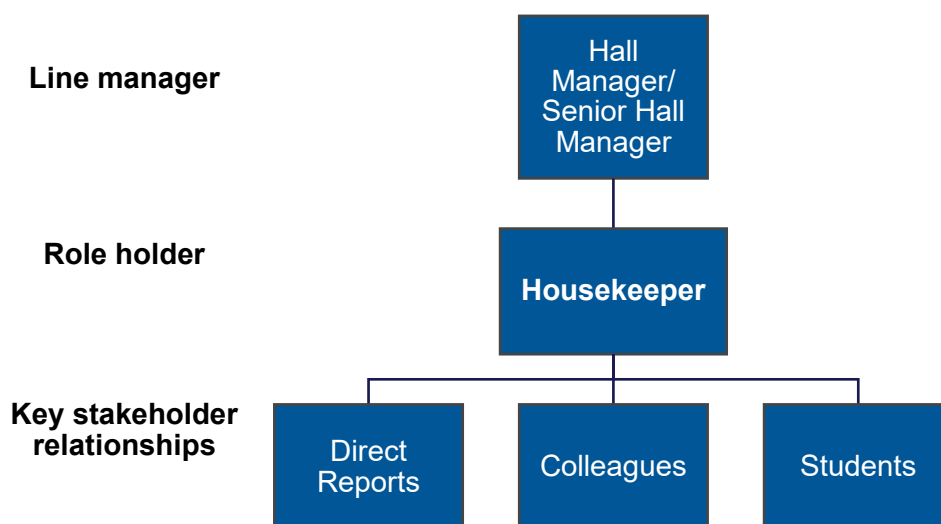 Line manager
Hall
Manager/
Senior Hall
Manager
Role holder
Housekeeper
Key stakeholder
relationships
Direct
Reports
Colleagues
Students